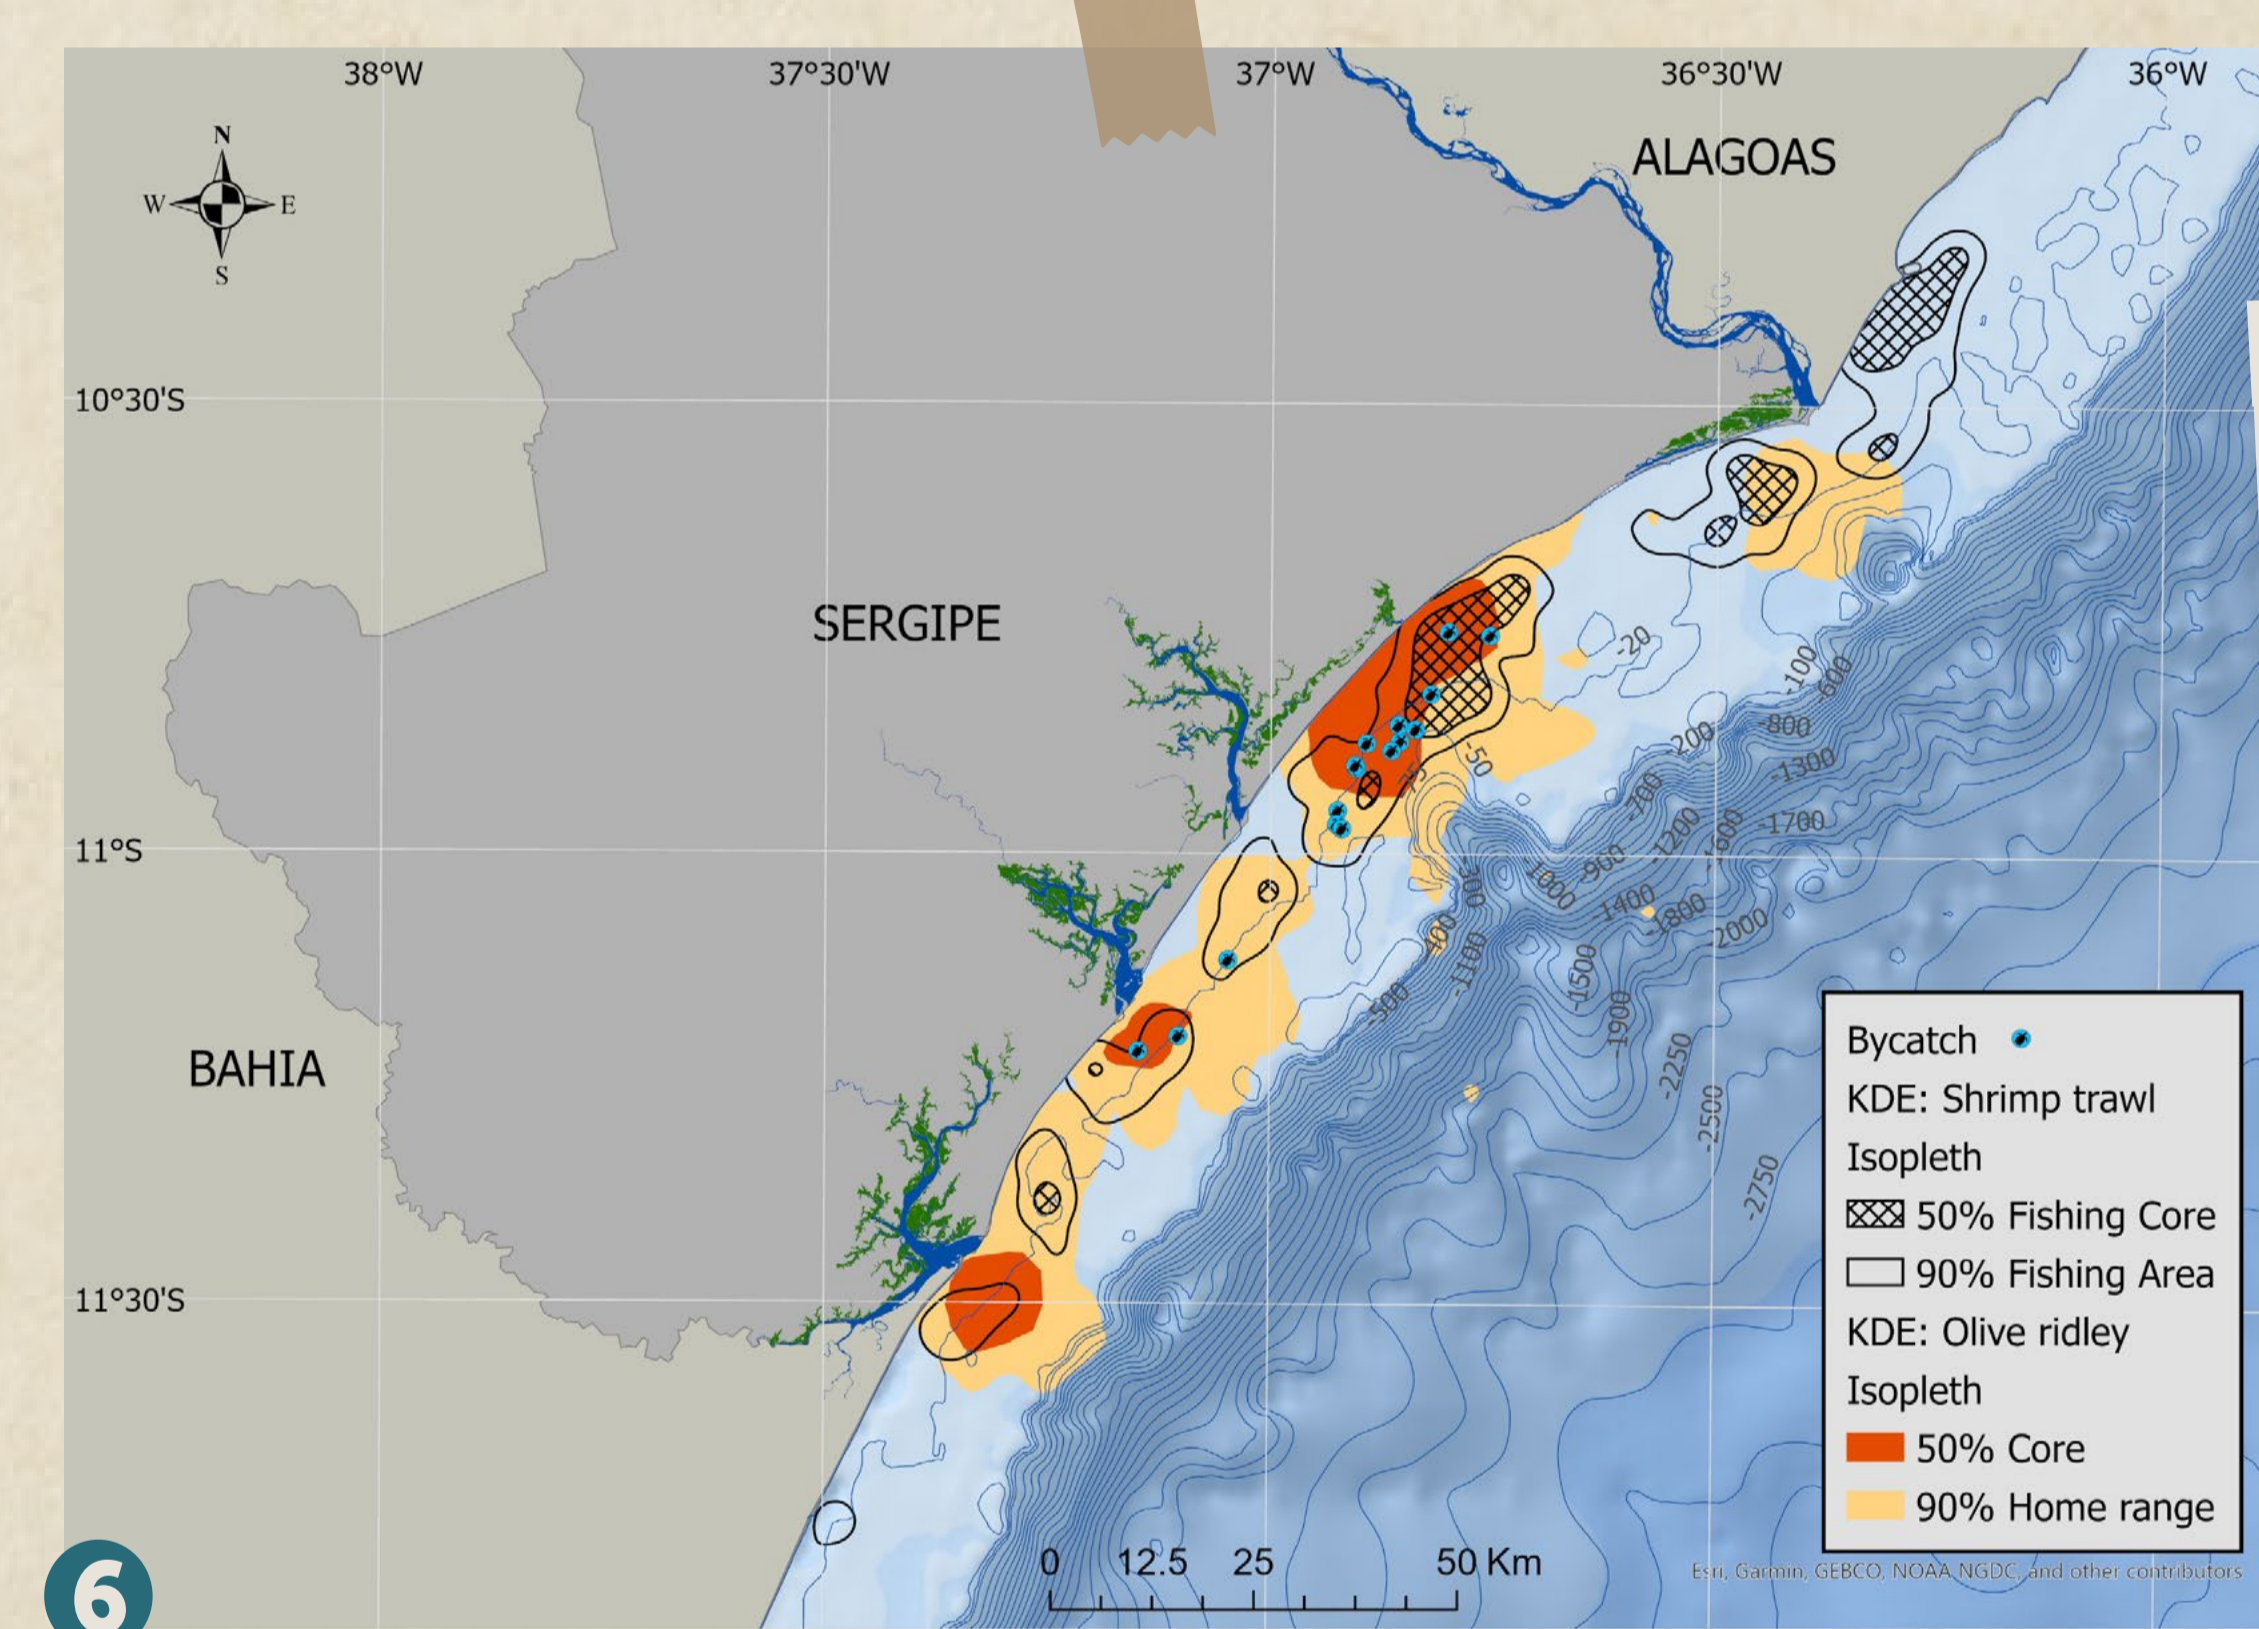 38°W 37°30'W 37°W 36°30'W 36°W
N
W E
S
ALAGOAS
10°30'S
SERGIPE
-20
-100
-600
-200
-800
-50
-75
-1300
-700
11°S
-1200
-1600
-1700
-900
-300
-1000
-1400
-1800
400
-2000
-1100
-500
-1500
-1900
BAHIA
-2250
-2500
-2750
11°30'S
Bycatch
KDE: Shrimp trawl
Isopleth
50% Fishing Core
90% Fishing Area
KDE: Olive ridley
Isopleth
50% Core
90% Home range
0 12.5 25 50 Km
Esri, Garmin, GEBCO, NOAA NGDC, and other contributors
6